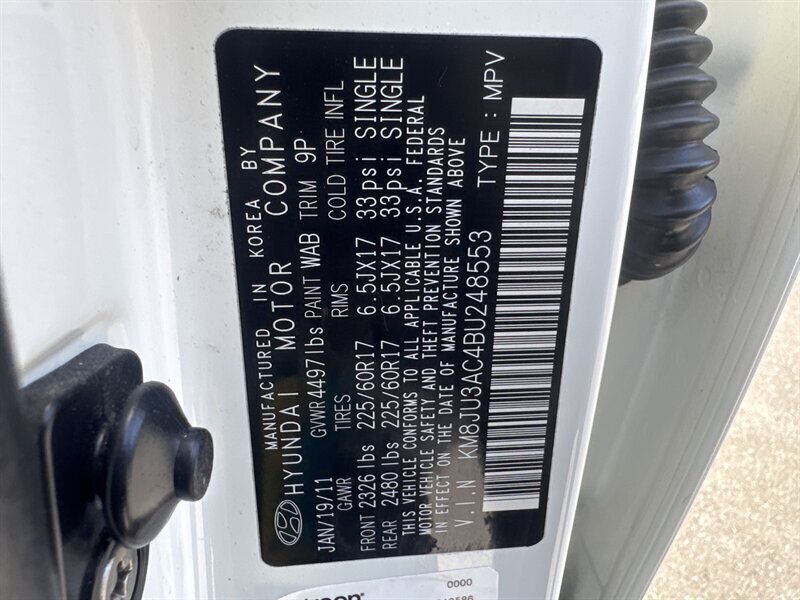 MANUFACTURED IN KOREA BY
HYUNDAI MOTOR COMPANY
JAN/19/11 GVWR 4497lbs PAINT WAB TRIM 9P
GAWR TIRES RIMS COLD TIRE INFL
FRONT 2326 lbs 225/60R17 6.5JX17 33psi SINGLE
REAR 2480 lbs 225/60R17 6.5JX17 33psi SINGLE
THIS VEHICLE CONFORMS TO ALL APPLICABLE U.S.A. FEDERAL
MOTOR VEHICLE SAFETY AND THEFT PREVENTION STANDARDS
IN EFFECT ON THE DATE OF MANUFACTURE SHOWN ABOVE
V.I.N KM8JU3AC4BU248553 TYPE : MPV
0000